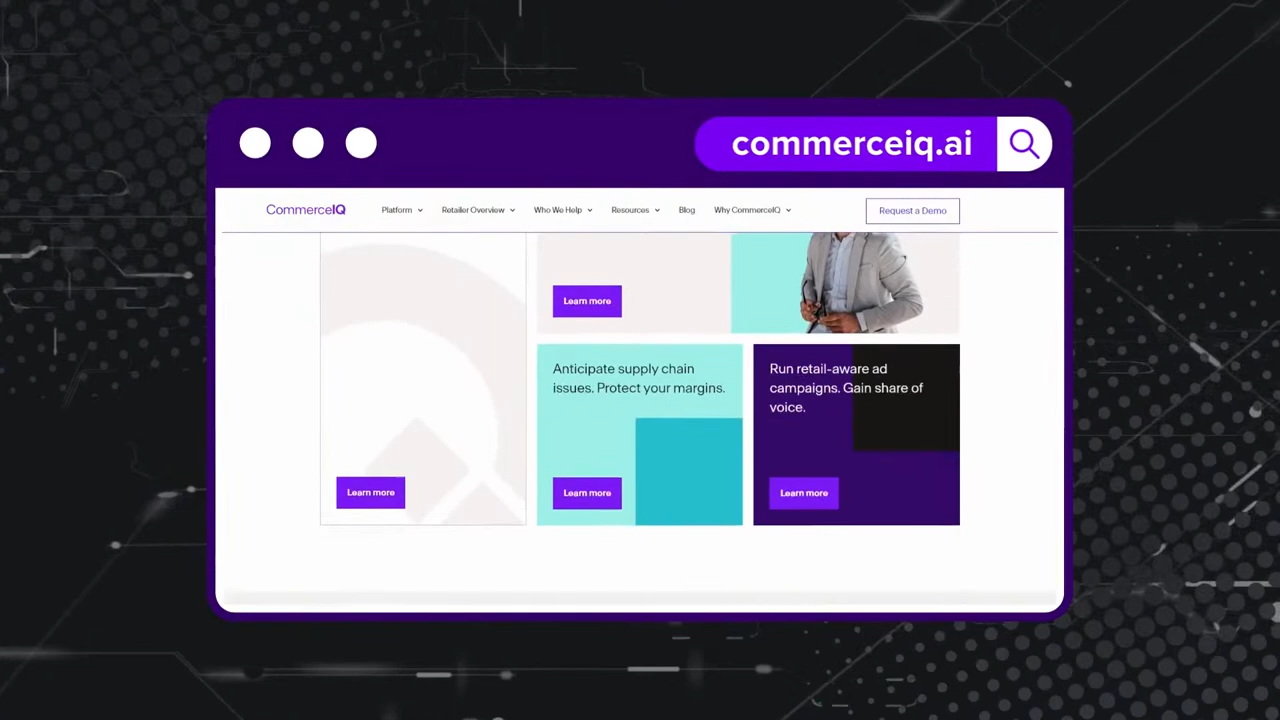 commerceiq.ai
CommerceIQ
Platform
Retailer Overview
Who We Help
Resources
Blog
Why CommerceIQ
Request a Demo
Learn more
Anticipate supply chain
issues. Protect your margins.
Learn more
Run retail-aware ad
campaigns. Gain share of
voice.
Learn more
Learn more